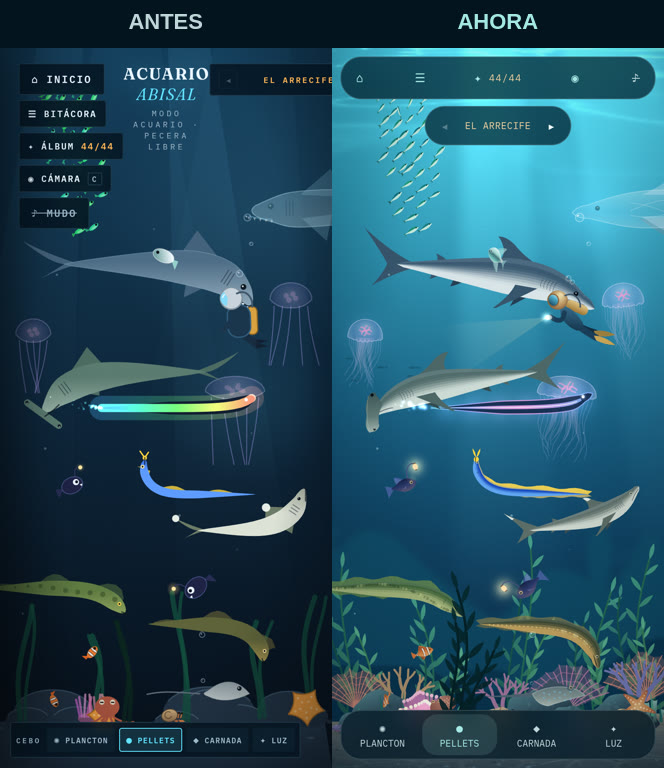 ANTES
AHORA
INICIO
BITÁCORA
ÁLBUM 44/44
CÁMARA C
MUDO
ACUARIO
ABISAL
MODO
ACUARIO ·
PECERA
LIBRE
EL ARRECIFE
44/44
EL ARRECIFE
CEBO PLANCTON PELLETS CARNADA LUZ
PLANCTON PELLETS CARNADA LUZ